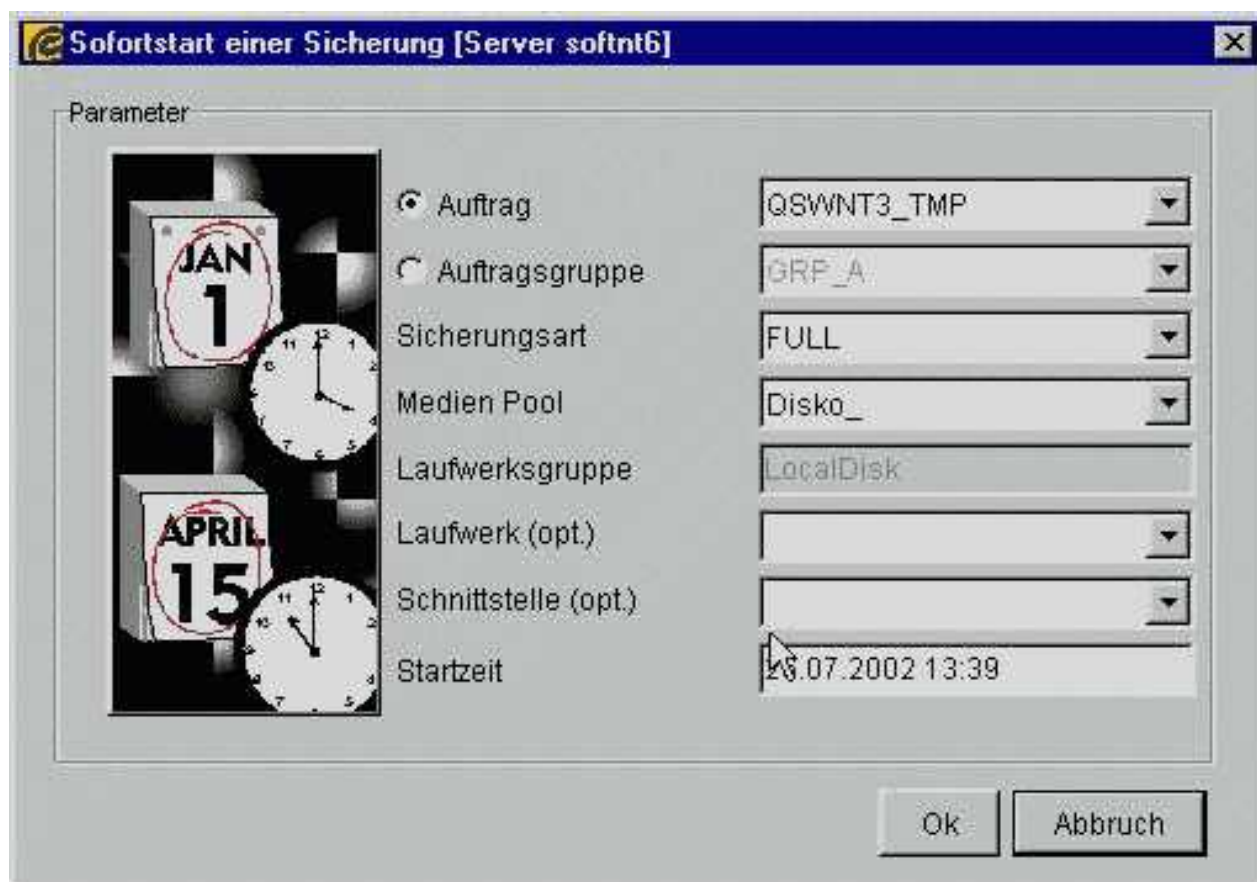 Sofortstart einer Sicherung [Server softnt6]
Parameter
JAN
1
APRIL
15
Auftrag QSWNT3_TMP
Auftragsgruppe GRP_A
Sicherungsart FULL
Medien Pool Disko_
Laufwerksgruppe LocalDisk
Laufwerk (opt.)
Schnittstelle (opt.)
Startzeit .07.2002 13:39
Ok Abbruch